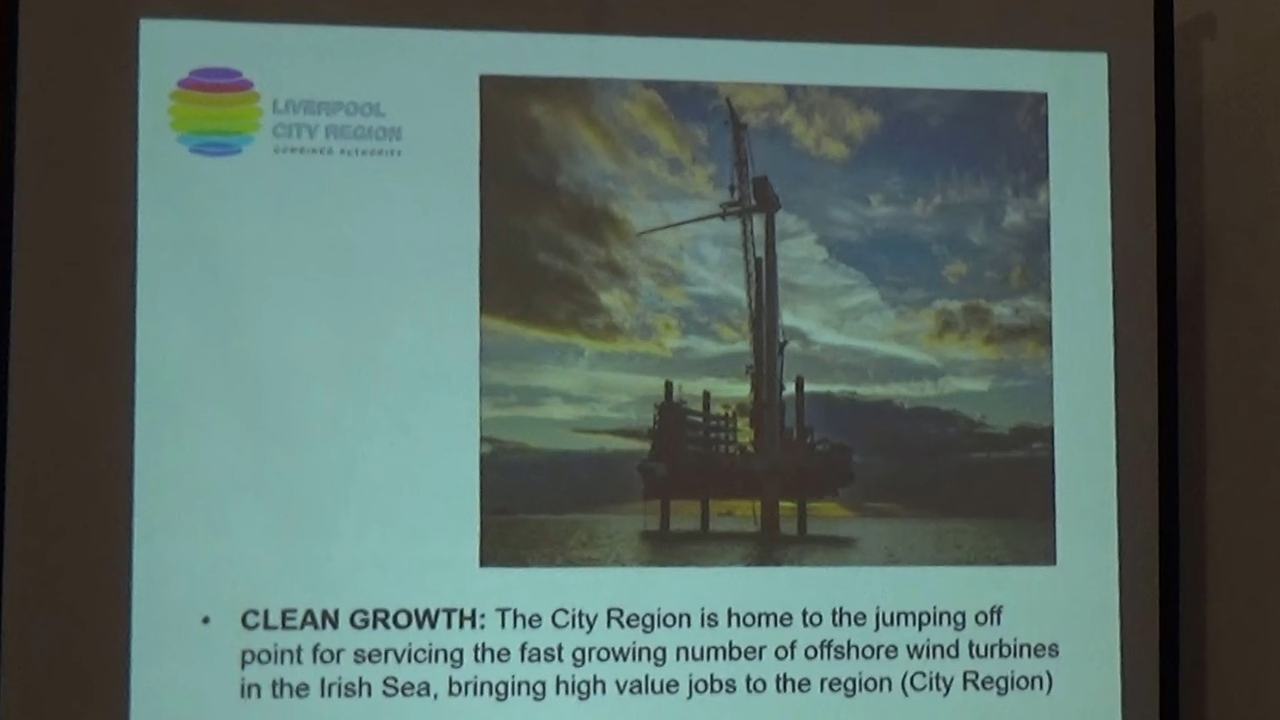 LIVERPOOL
CITY REGION
COMBINED AUTHORITY
• CLEAN GROWTH: The City Region is home to the jumping off
point for servicing the fast growing number of offshore wind turbines
in the Irish Sea, bringing high value jobs to the region (City Region)